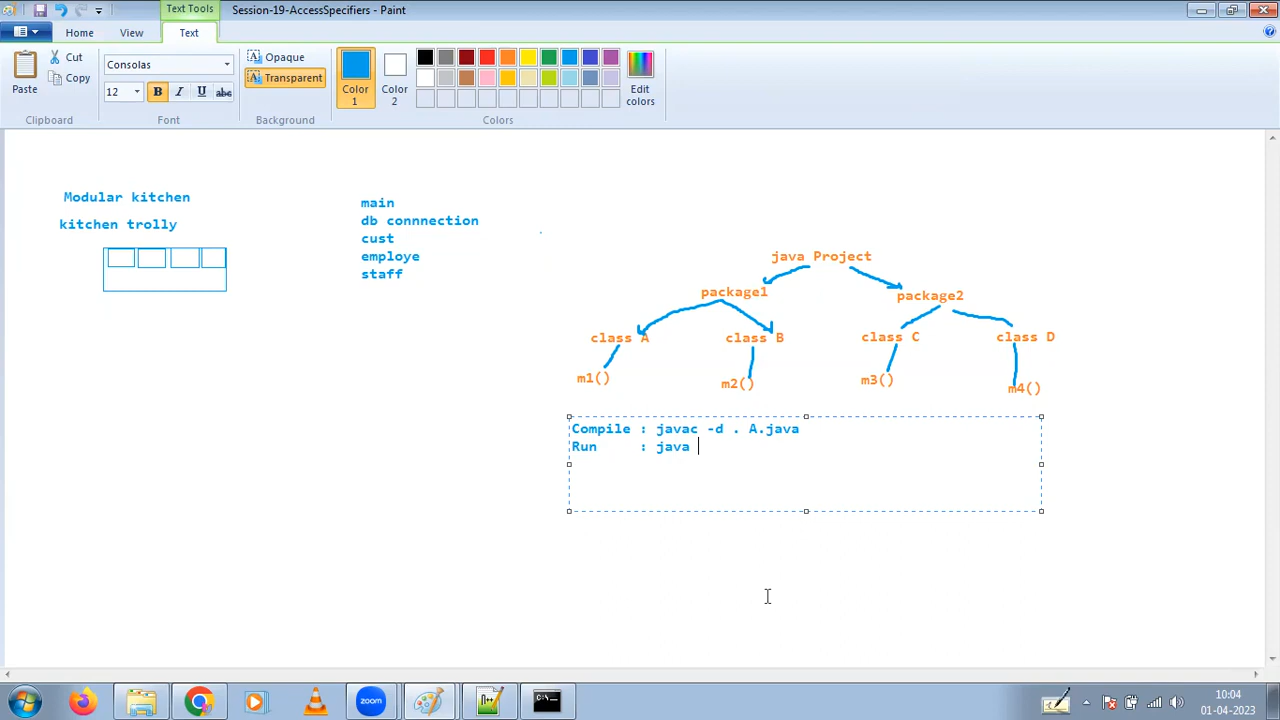 Text Tools
Session-19-AccessSpecifiers - Paint
Home
View
Text
Paste
Cut
Copy
Clipboard
Consolas
12
B
I
U
abc
Font
Opaque
Transparent
Background
Color
1
Color
2
Edit
colors
Colors
Modular kitchen
kitchen trolly
main
db connnection
cust
employe
staff
java Project
package1
package2
class A
class B
class C
class D
m1()
m2()
m3()
m4()
Compile : javac -d . A.java
Run : java
zoom
10:04
01-04-2023